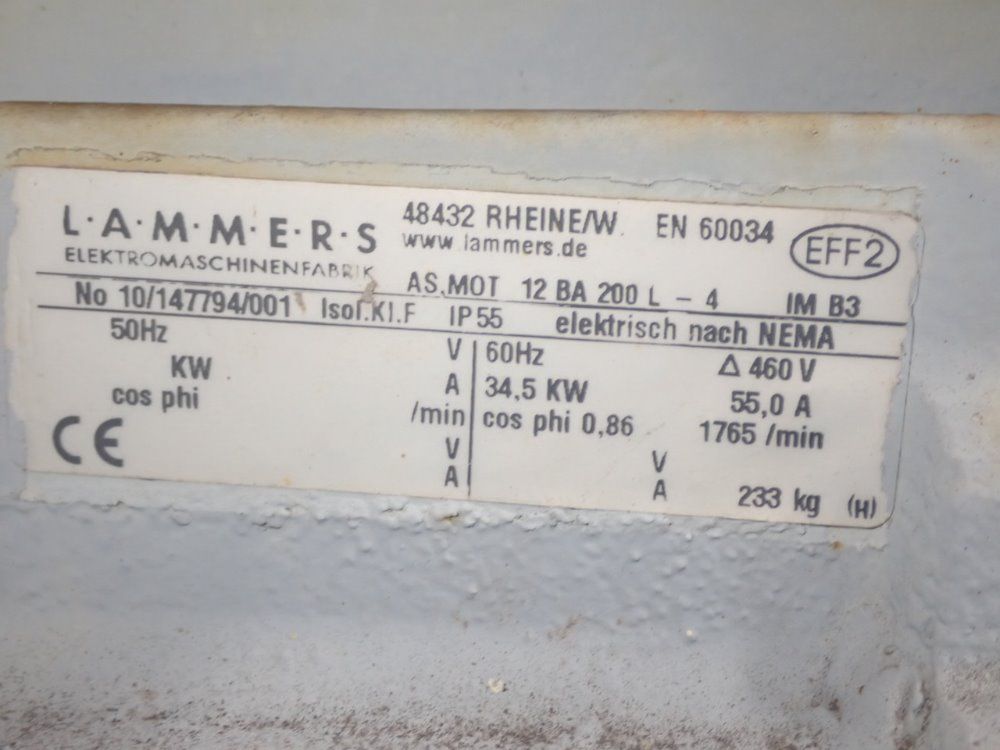 L·A·M·M·E·R·S 48432 RHEINE/W. EN 60034 EFF2
ELEKTROMASCHINENFABRIK www.lammers.de
AS.MOT 12 BA 200 L - 4 IM B3
No 10/147794/001 Isol.Kl.F IP55 elektrisch nach NEMA
50Hz V 60Hz Δ 460 V
KW A 34,5 KW 55,0 A
cos phi /min cos phi 0,86 1765 /min
CE V V
A A 233 kg (H)